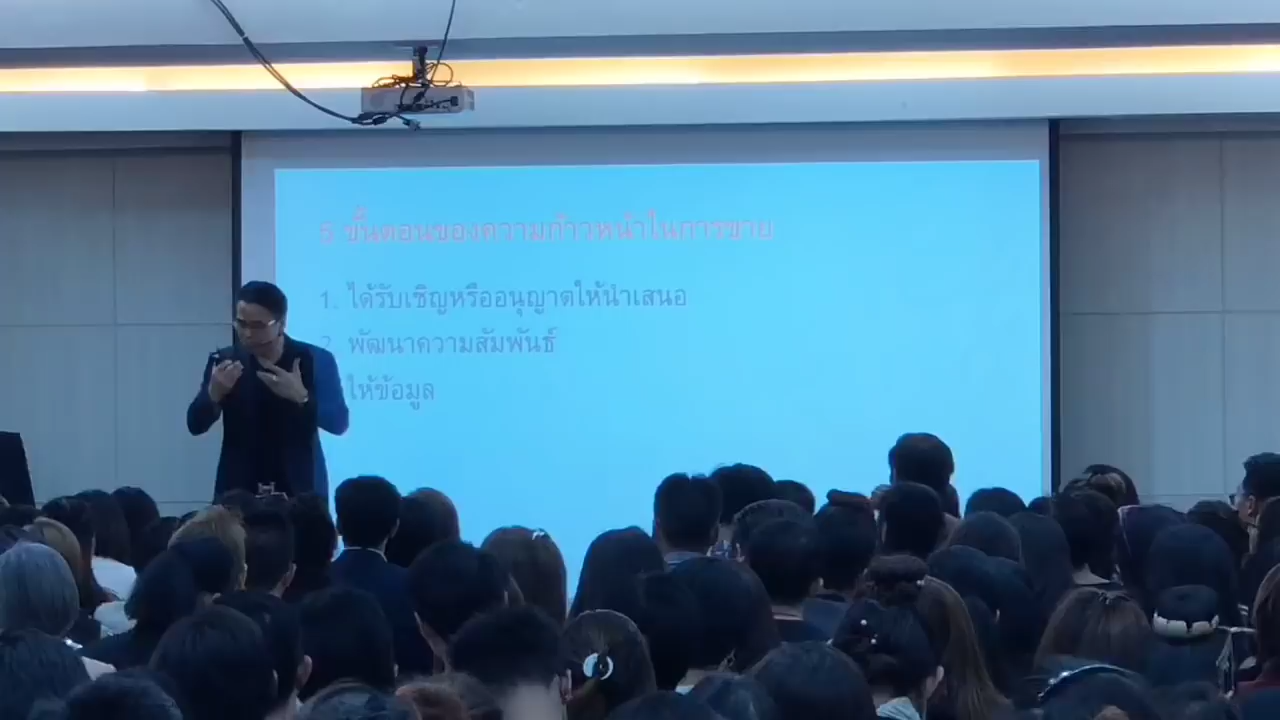 5 ขั้นตอนของความก้าวหน้าในการขาย
1. ได้รับเชิญหรืออนุญาตให้นำเสนอ
2. พัฒนาความสัมพันธ์
ให้ข้อมูล